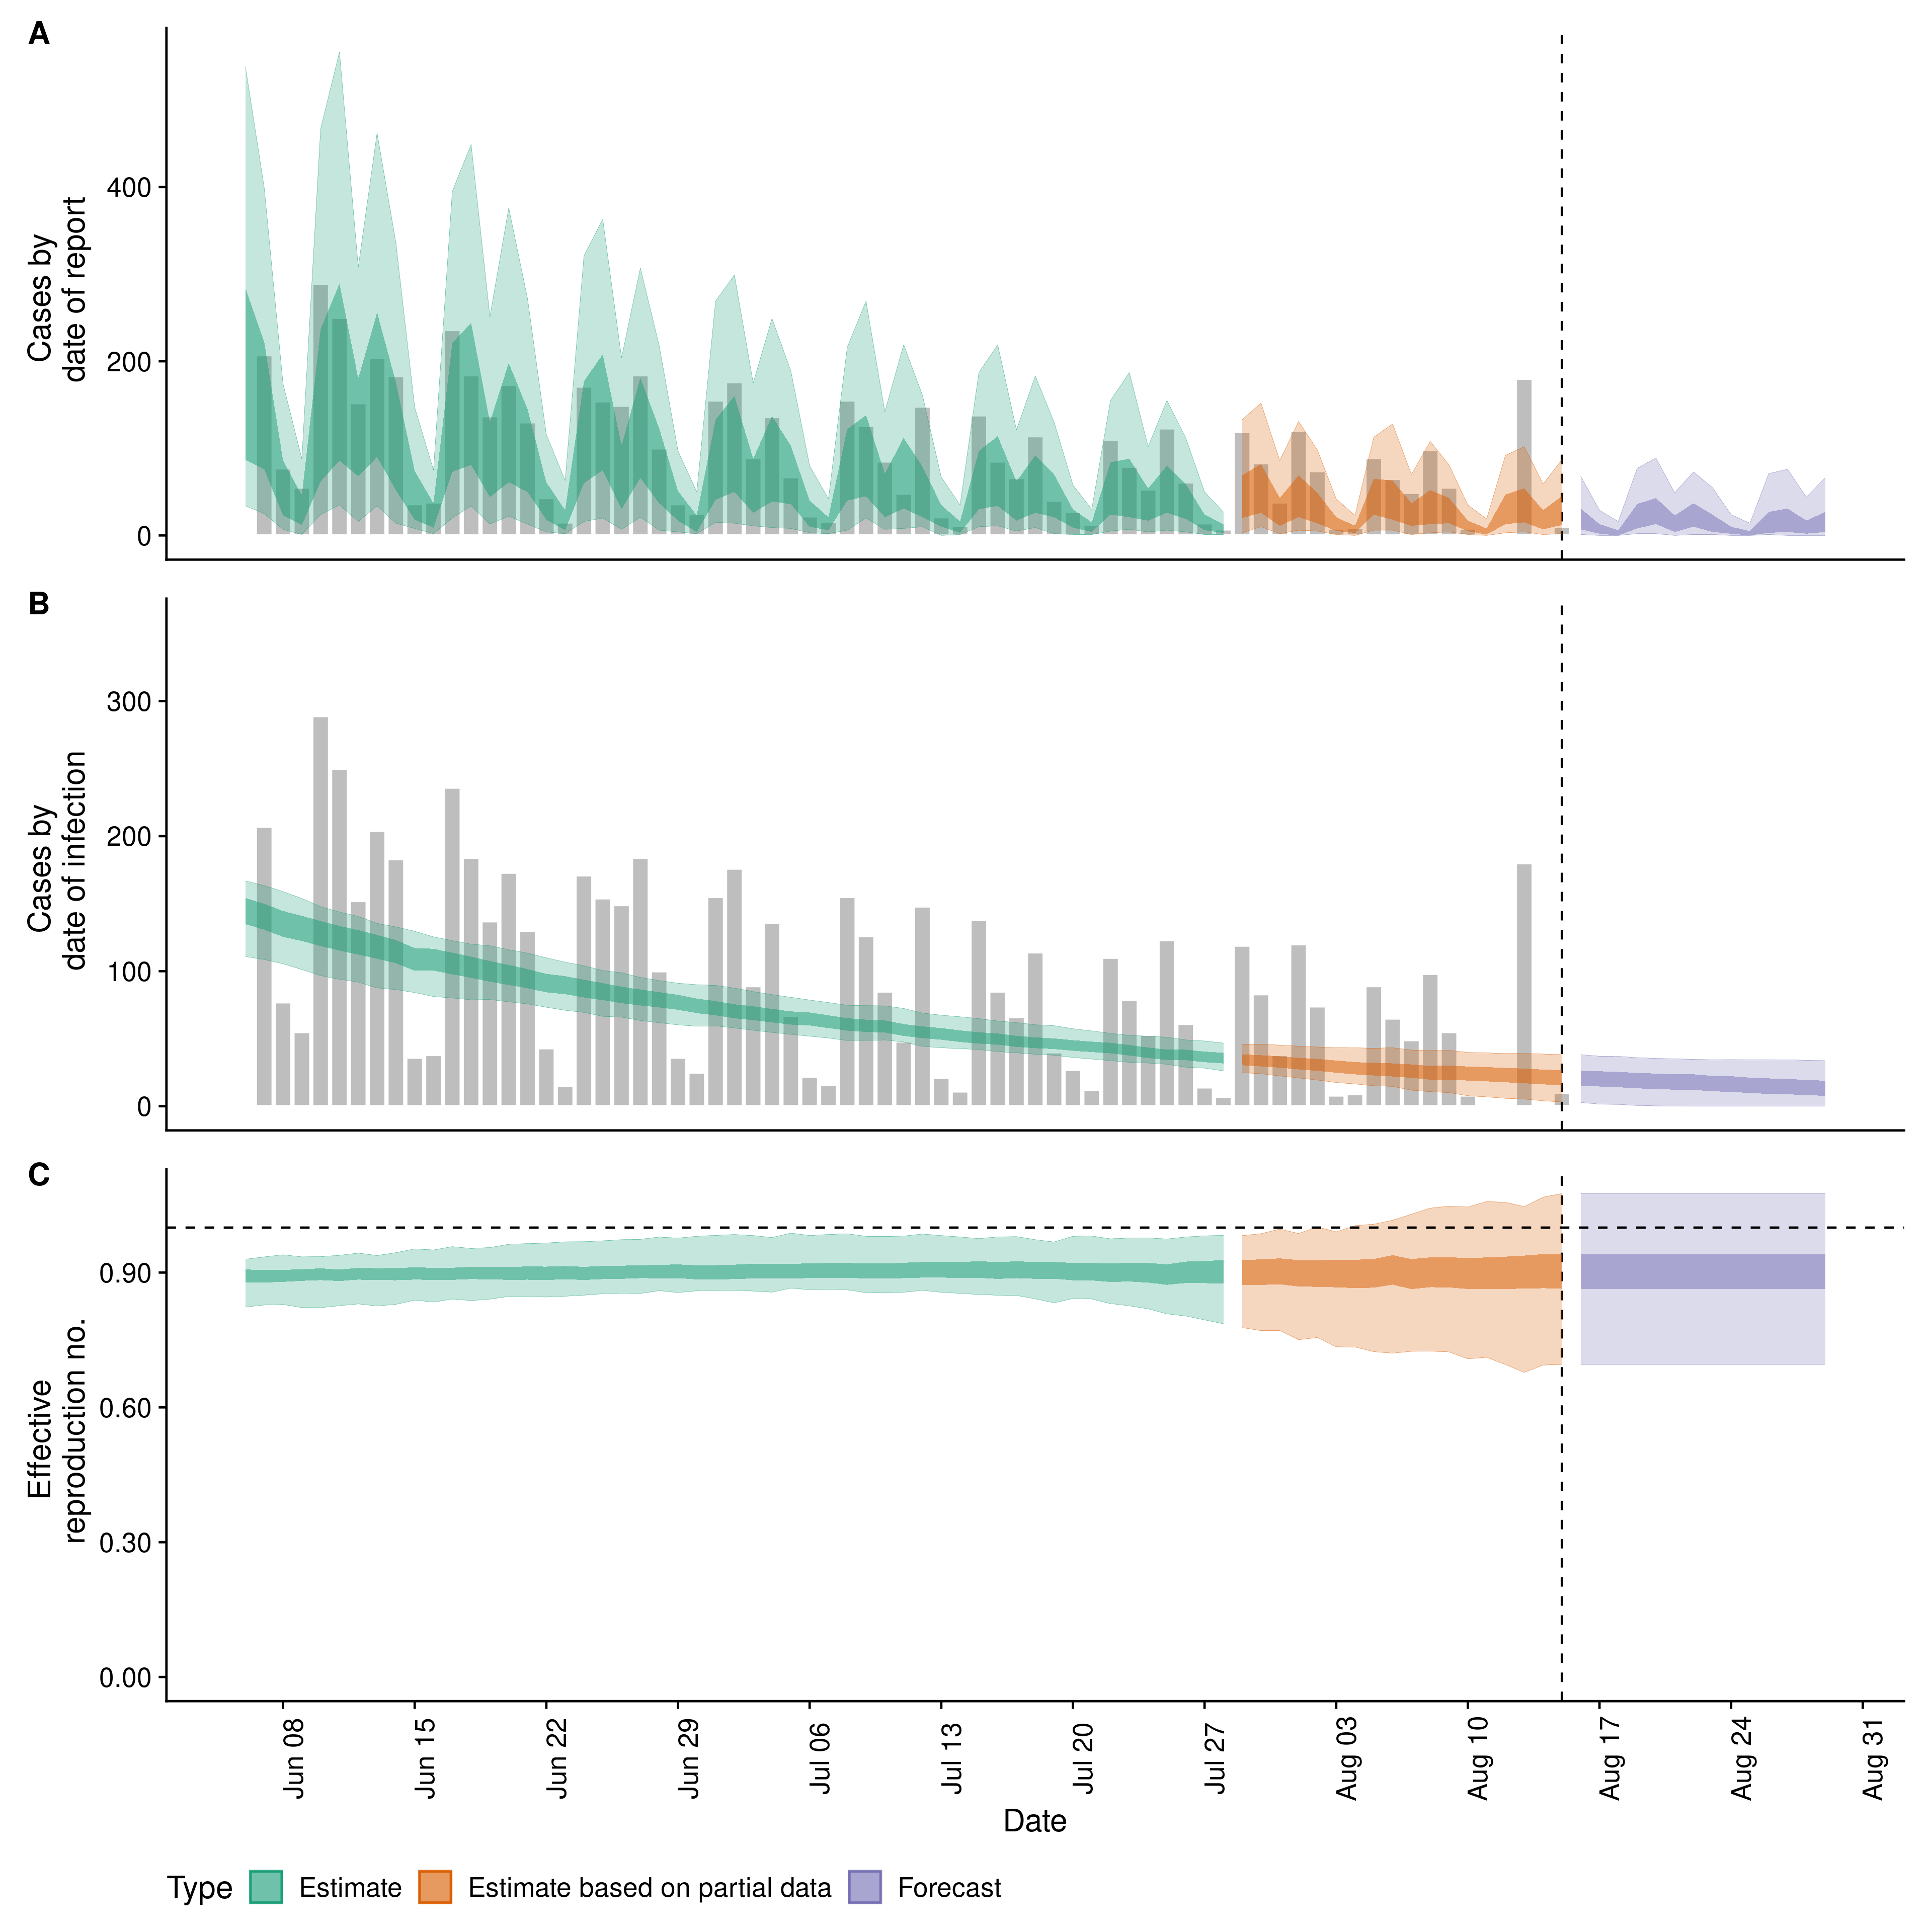 A
Cases by
date of report
400
200
0
B
Cases by
date of infection
300
200
100
0
C
Effective
reproduction no.
0.90
0.60
0.30
0.00
Jun 08
Jun 15
Jun 22
Jun 29
Jul 06
Jul 13
Jul 20
Jul 27
Aug 03
Aug 10
Aug 17
Aug 24
Aug 31
Date
Type Estimate Estimate based on partial data Forecast